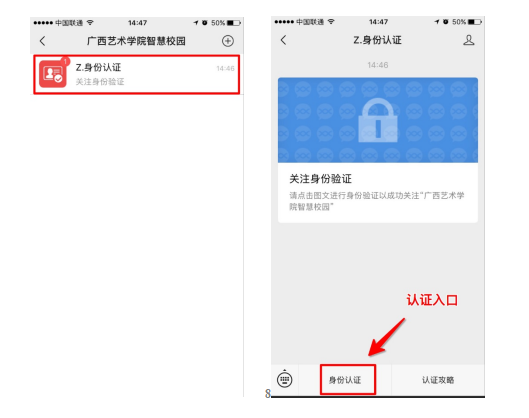 中国联通 14:47 50%
广西艺术学院智慧校园
1
Z.身份认证 14:46
关注身份验证
中国联通 14:47 50%
Z.身份认证
14:46
关注身份验证
请点击图文进行身份验证以成功关注"广西艺术学
院智慧校园"
认证入口
身份认证 认证攻略
8